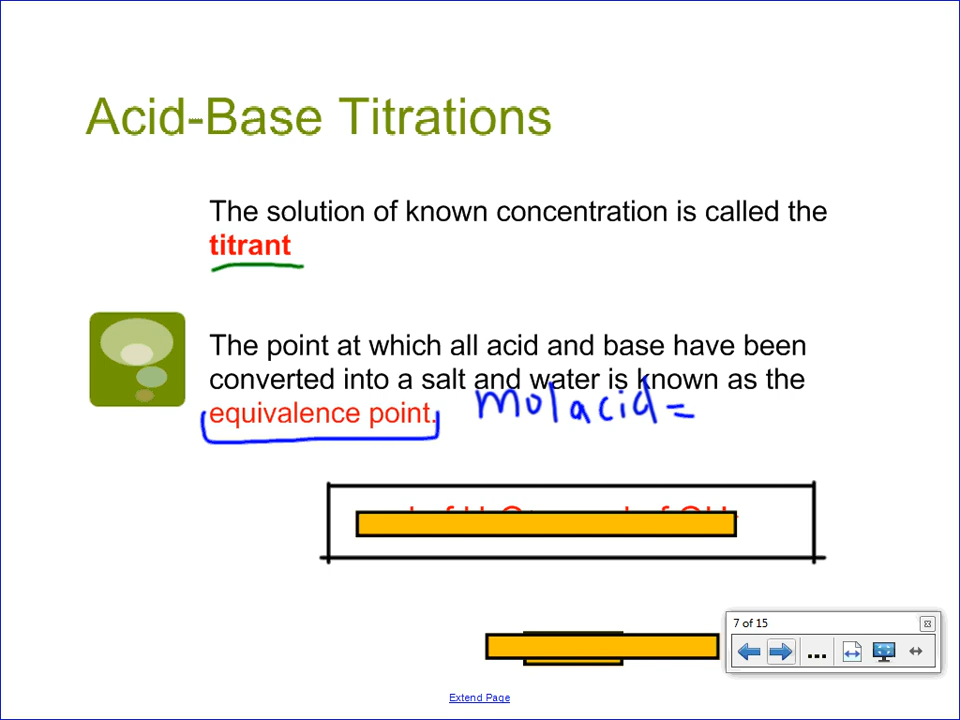 Acid-Base Titrations
The solution of known concentration is called the
titrant
The point at which all acid and base have been
converted into a salt and water is known as the
equivalence point. mol acid =
7 of 15
...
Extend Page